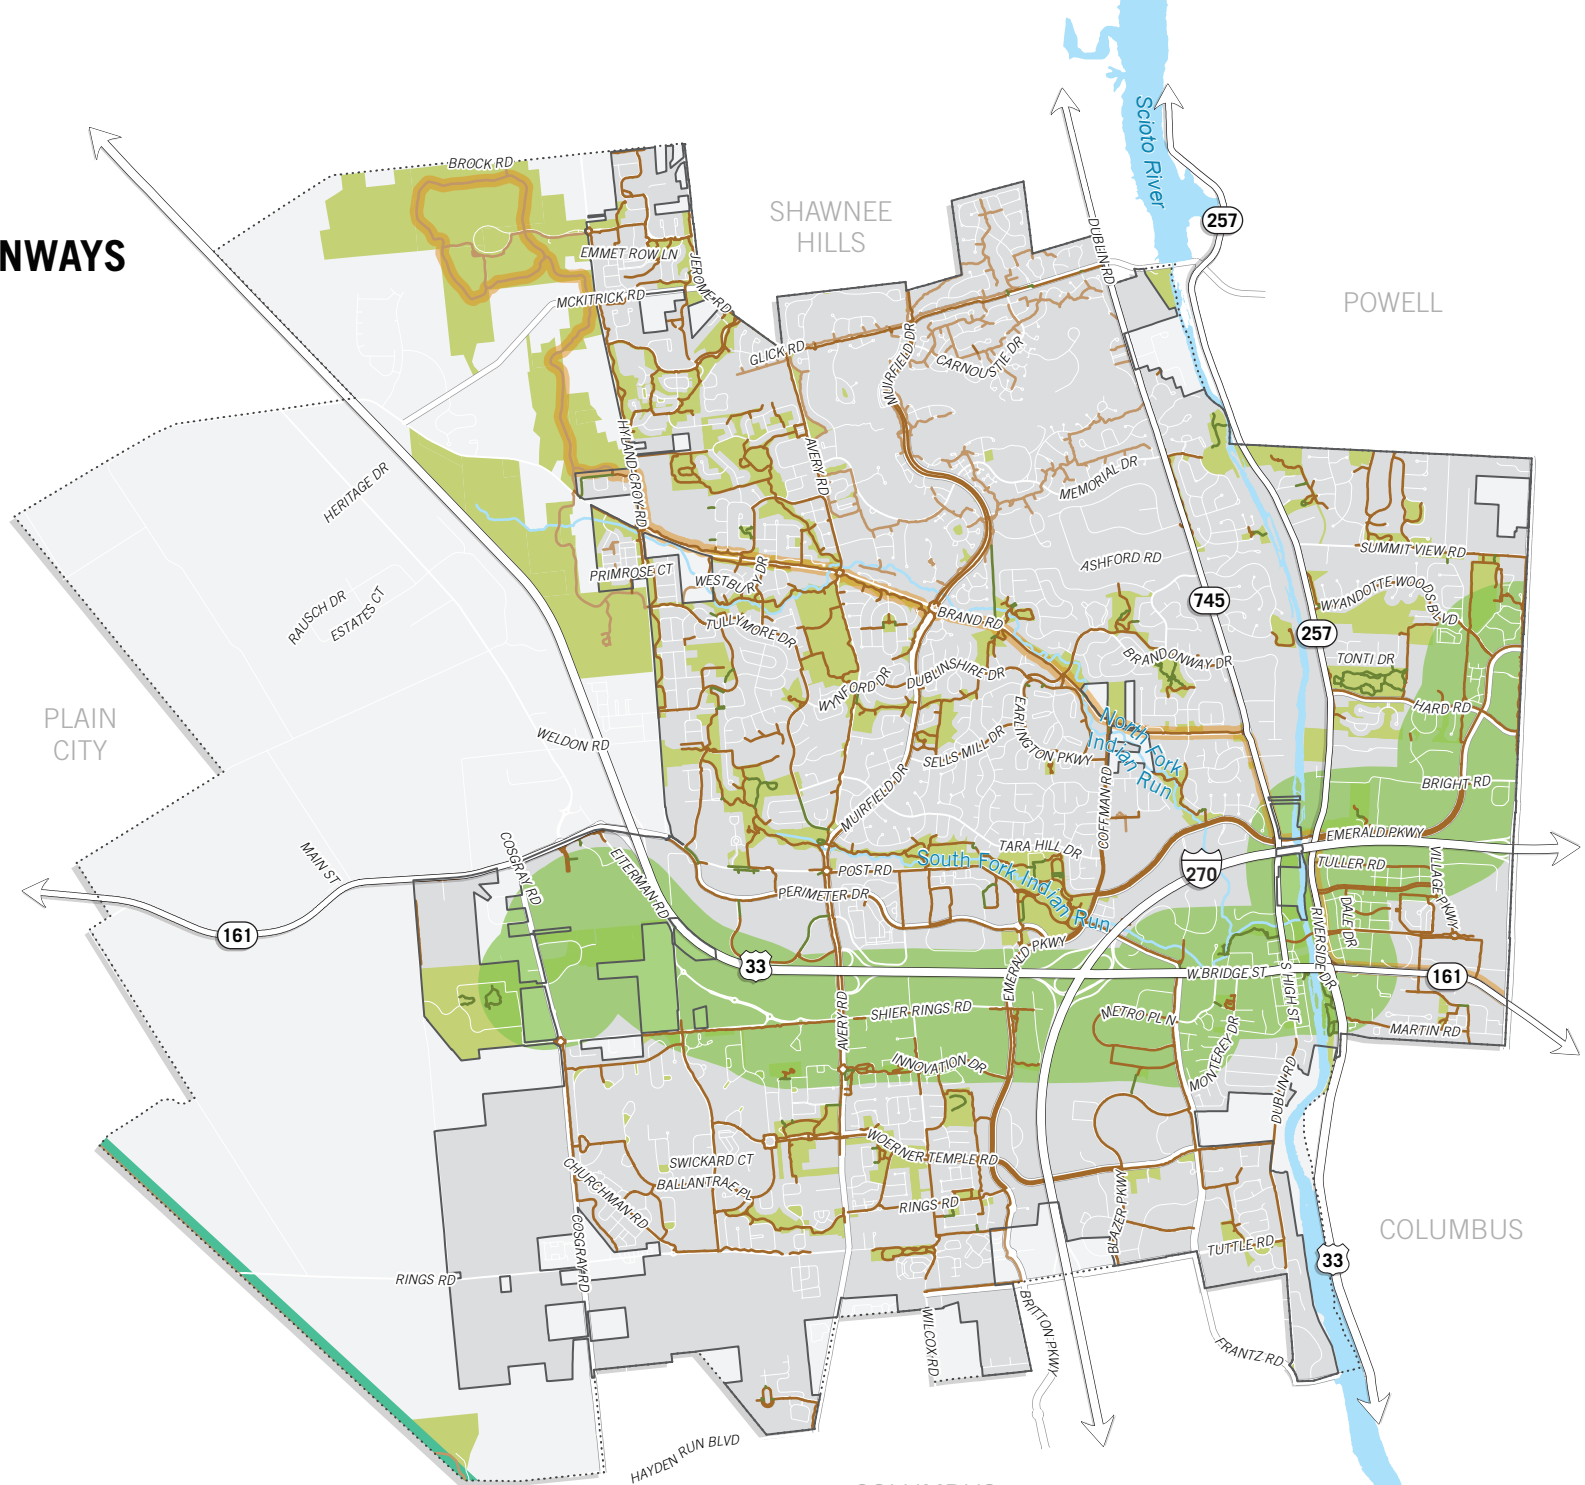 NWAYS
BROCK RD
SHAWNEE
HILLS
Scioto River
257
DUBLIN RD
EMMET ROW LN
JEROME RD
MCKITRICK RD
POWELL
GLICK RD
MUIRFIELD DR
CARNOUSTIE DR
HYLAND-CROY RD
AVERY RD
MEMORIAL DR
HERITAGE DR
ASHFORD RD
SUMMIT VIEW RD
PRIMROSE CT
WESTBURY DR
RAUSCH DR
ESTATES CT
745
WYANDOTTE WOODS BLVD
257
TULLYMORE DR
BRAND RD
BRANDONWAY DR
TONTI DR
WYNFORD DR
DUBLINSHIRE DR
PLAIN
CITY
WELDON RD
EARLINGTON PKWY
SELLS MILL DR
North Fork
Indian Run
HARD RD
COFFMAN RD
MUIRFIELD DR
BRIGHT RD
MAIN ST
COSGRAY RD
EITERMAN RD
TARA HILL DR
EMERALD PKWY
South Fork Indian Run
POST RD
270
TULLER RD
VILLAGE PKWY
PERIMETER DR
DALE DR
161
EMERALD PKWY
RIVERSIDE DR
33
W BRIDGE ST
S HIGH ST
161
AVERY RD
SHIER RINGS RD
METRO PL N
MARTIN RD
INNOVATION DR
MONTEREY DR
DUBLIN RD
WOERNER TEMPLE RD
SWICKARD CT
CHURCHMAN RD
BALLANTRAE PL
RINGS RD
BLAZER PKWY
COSGRAY RD
TUTTLE RD
COLUMBUS
33
RINGS RD
WILCOX RD
BRITTON PKWY
FRANTZ RD
HAYDEN RUN BLVD